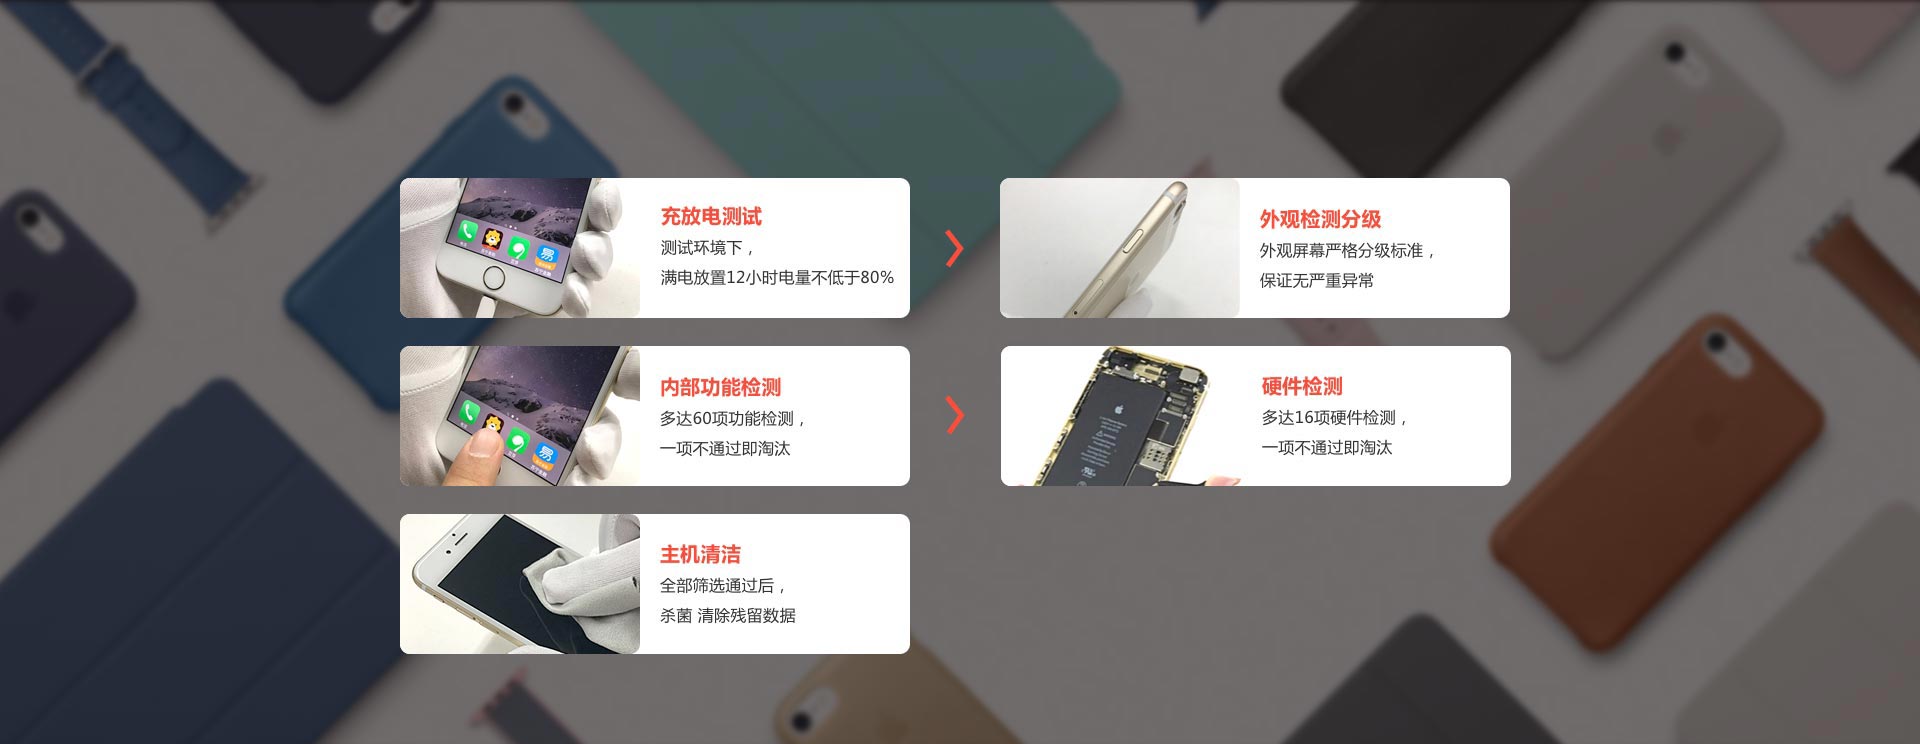 充放电测试
测试环境下，
满电放置12小时电量不低于80%
外观检测分级
外观屏幕严格分级标准，
保证无严重异常
内部功能检测
多达60项功能检测，
一项不通过即淘汰
硬件检测
多达16项硬件检测，
一项不通过即淘汰
主机清洁
全部筛选通过后，
杀菌 清除残留数据